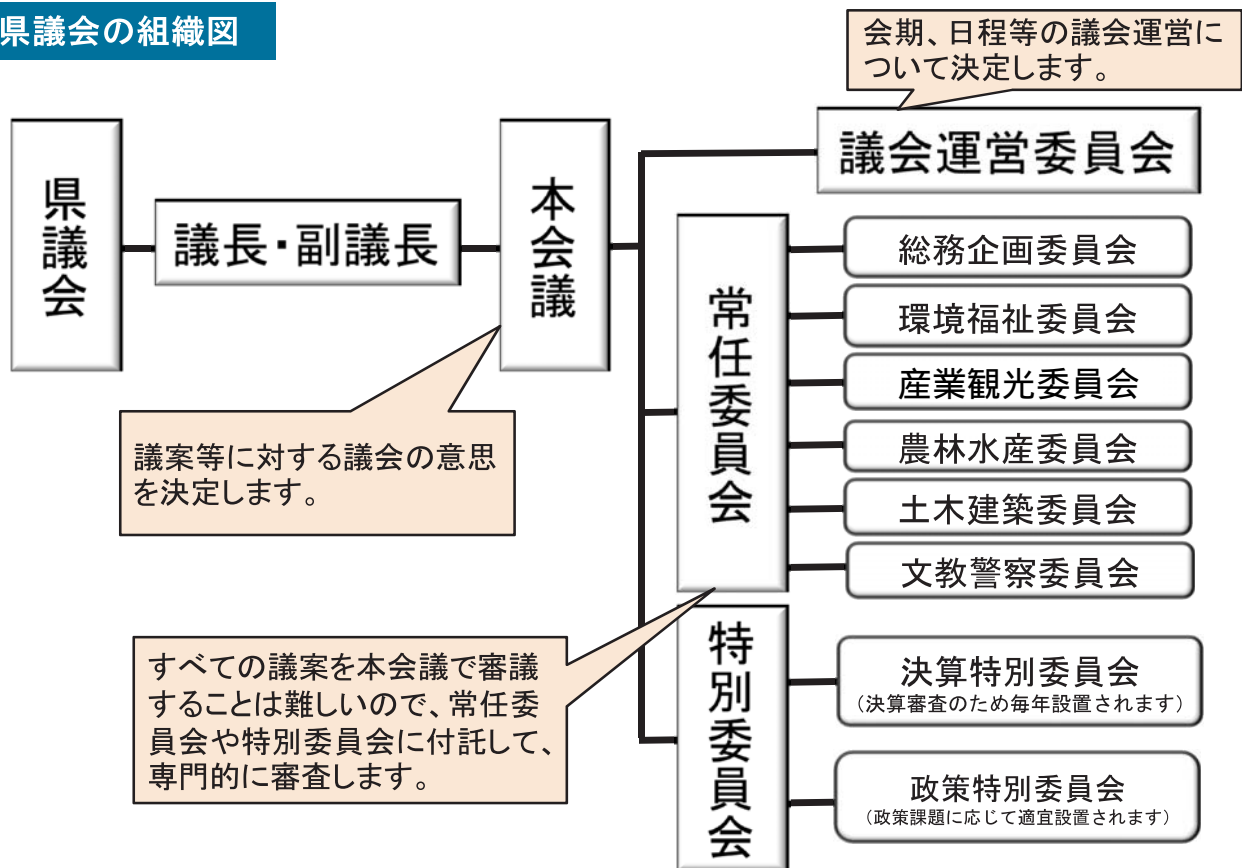 県議会の組織図
会期、日程等の議会運営に
ついて決定します。
県議会
議長・副議長
本会議
議会運営委員会
常任委員会
総務企画委員会
環境福祉委員会
産業観光委員会
農林水産委員会
土木建築委員会
文教警察委員会
議案等に対する議会の意思
を決定します。
すべての議案を本会議で審議
することは難しいので、常任委
員会や特別委員会に付託して、
専門的に審査します。
特別委員会
決算特別委員会
（決算審査のため毎年設置されます）
政策特別委員会
（政策課題に応じて適宜設置されます）